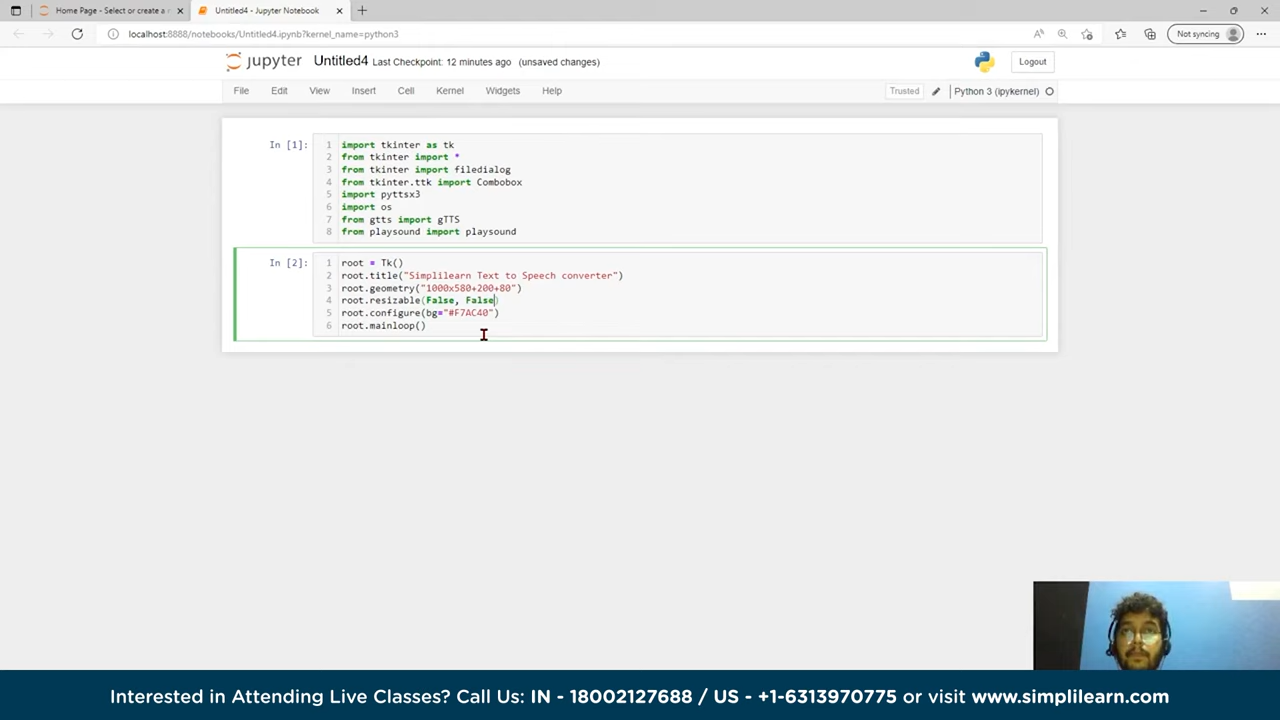 Home Page - Select or create a n
Untitled4 - Jupyter Notebook
localhost:8888/notebooks/Untitled4.ipynb?kernel_name=python3
Not syncing
jupyter Untitled4 Last Checkpoint: 12 minutes ago (unsaved changes)
Logout
File Edit View Insert Cell Kernel Widgets Help
Trusted
Python 3 (ipykernel)
In [1]:
1 import tkinter as tk
2 from tkinter import *
3 from tkinter import filedialog
4 from tkinter.ttk import Combobox
5 import pyttsx3
6 import os
7 from gtts import gTTS
8 from playsound import playsound
In [2]:
1 root = Tk()
2 root.title("Simplilearn Text to Speech converter")
3 root.geometry("1000x580+200+80")
4 root.resizable(False, False)
5 root.configure(bg="#F7AC40")
6 root.mainloop()
Interested in Attending Live Classes? Call Us: IN - 18002127688 / US - +1-6313970775 or visit www.simplilearn.com